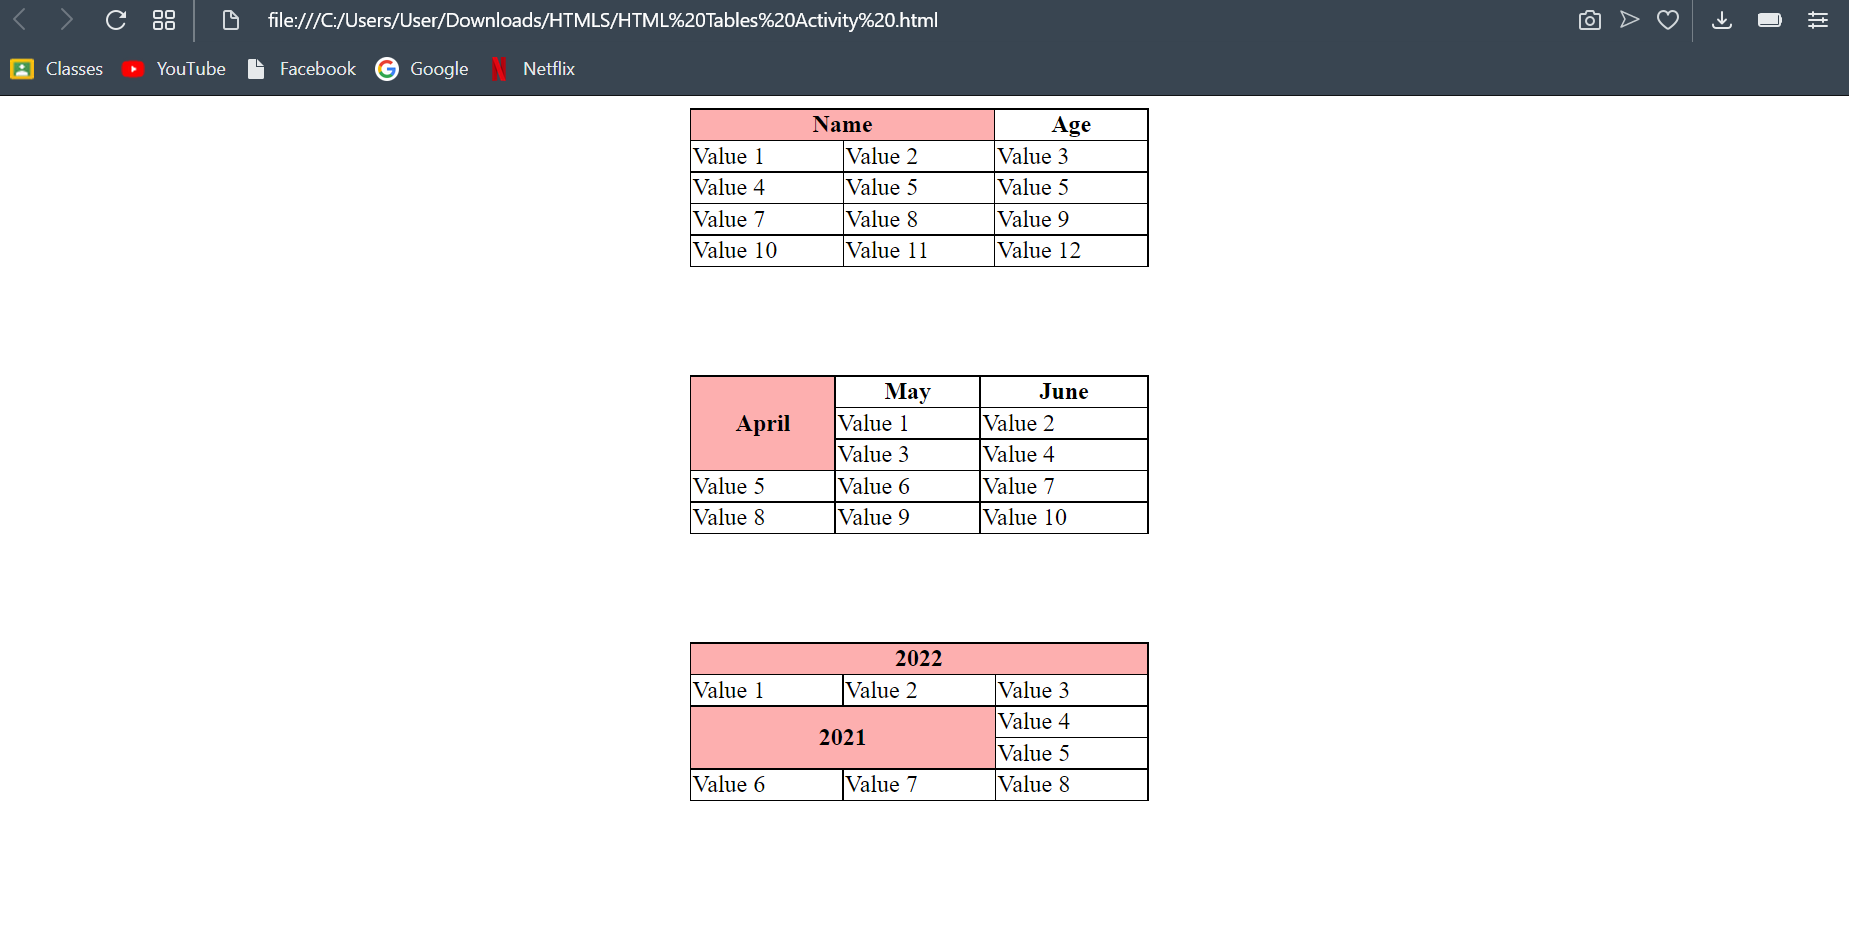 file:///C:/Users/User/Downloads/HTMLS/HTML%20Tables%20Activity%20.html
Classes YouTube Facebook Google Netflix
Name Age
Value 1 Value 2 Value 3
Value 4 Value 5 Value 5
Value 7 Value 8 Value 9
Value 10 Value 11 Value 12
April May June
Value 1 Value 2
Value 3 Value 4
Value 5 Value 6 Value 7
Value 8 Value 9 Value 10
2022
Value 1 Value 2 Value 3
2021 Value 4
Value 5
Value 6 Value 7 Value 8